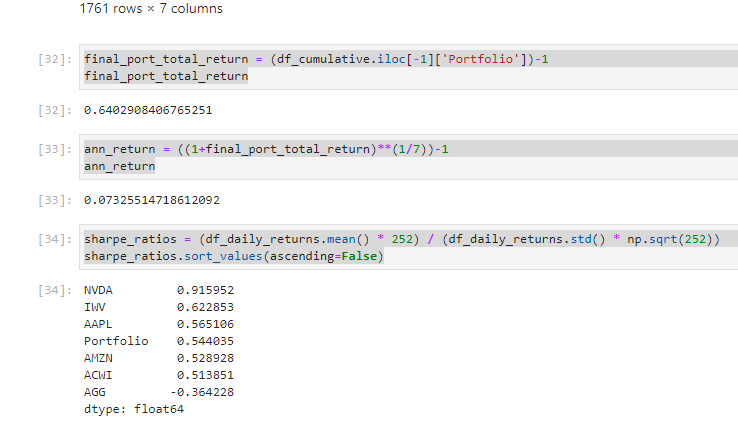 1761 rows × 7 columns
[32]: final_port_total_return = (df_cumulative.iloc[-1]['Portfolio'])-1
final_port_total_return
[32]: 0.6402908406765251
[33]: ann_return = ((1+final_port_total_return)**(1/7))-1
ann_return
[33]: 0.07325514718612092
[34]: sharpe_ratios = (df_daily_returns.mean() * 252) / (df_daily_returns.std() * np.sqrt(252))
sharpe_ratios.sort_values(ascending=False)
[34]: NVDA 0.915952
IWV 0.622853
AAPL 0.565106
Portfolio 0.544035
AMZN 0.528928
ACWI 0.513851
AGG -0.364228
dtype: float64